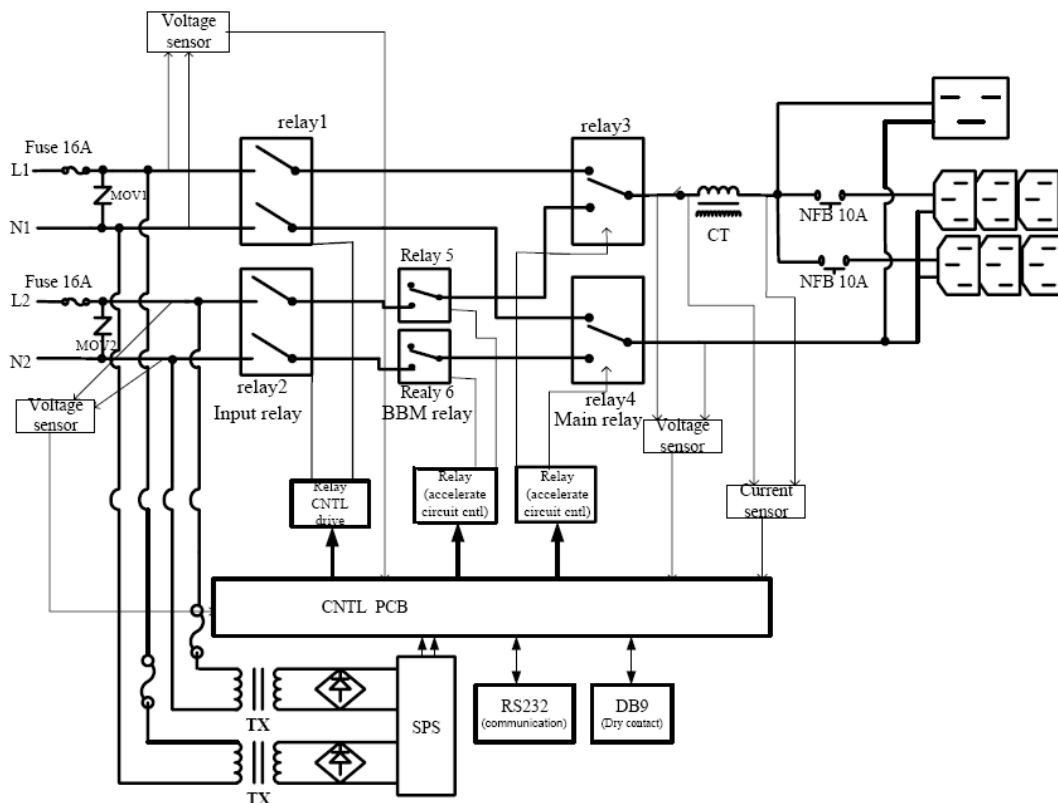 Voltage
sensor
relay1
relay3
Fuse 16A
L1
MOV1
NFB 10A
N1
CT
Fuse 16A
Relay 5
L2
NFB 10A
MOV2
N2
relay2
Realy 6
relay4
Input relay
BBM relay
Main relay
Voltage
sensor
Voltage
sensor
Relay
CNTL
drive
Relay
(accelerate
circuit cntl)
Relay
(accelerate
circuit cntl)
Current
sensor
CNTL PCB
TX
SPS
RS232
(communication)
DB9
(Dry contact)
TX